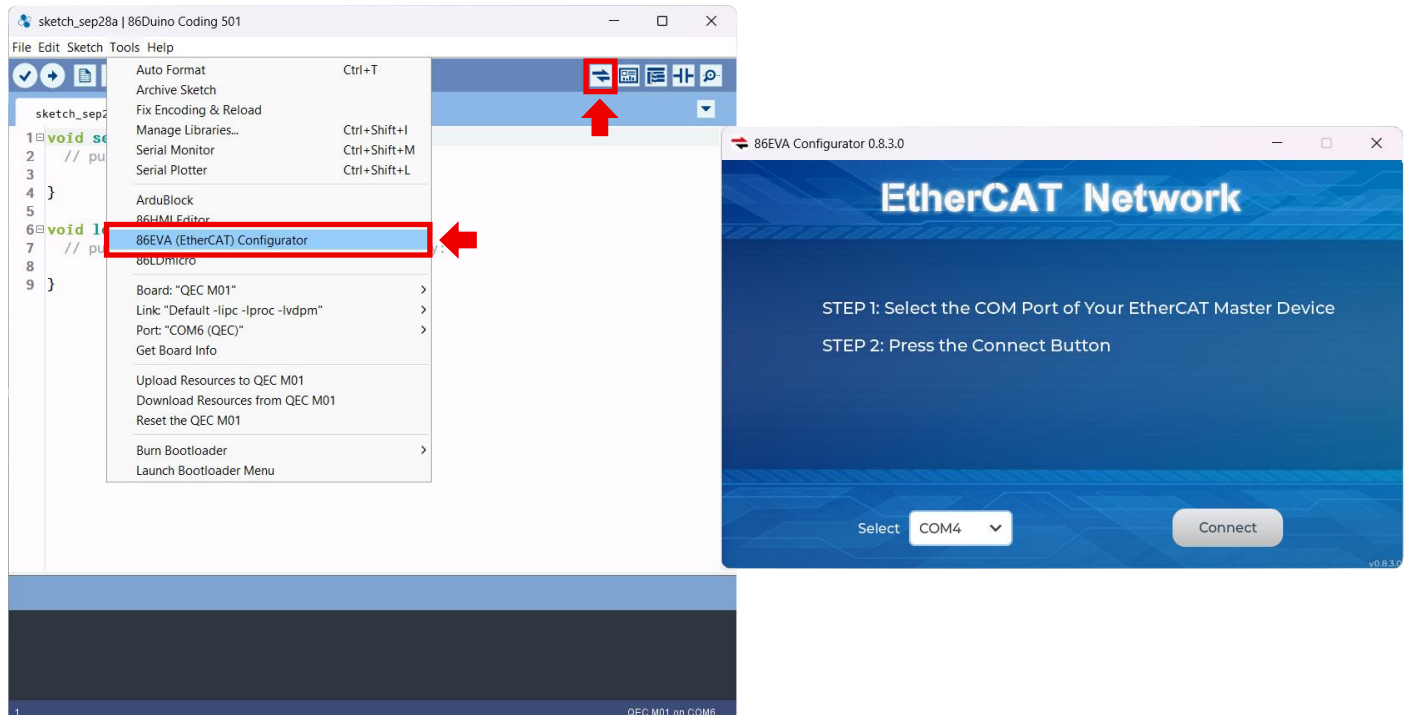 sketch_sep28a | 86Duino Coding 501
File Edit Sketch Tools Help
Auto Format Ctrl+T
Archive Sketch
Fix Encoding & Reload
Manage Libraries... Ctrl+Shift+I
Serial Monitor Ctrl+Shift+M
Serial Plotter Ctrl+Shift+L
ArduBlock
86HMI Editor
86EVA (EtherCAT) Configurator
86LDmicro
Board: "QEC M01"
Link: "Default -lipc -lproc -lvdpm"
Port: "COM6 (QEC)"
Get Board Info
Upload Resources to QEC M01
Download Resources from QEC M01
Reset the QEC M01
Burn Bootloader
Launch Bootloader Menu
sketch_sep2
1 void se
2 // pu
3
4 }
5
6 void l
7 // pu y:
8
9 }
1 QEC M01 on COM6
86EVA Configurator 0.8.3.0
EtherCAT Network
STEP 1: Select the COM Port of Your EtherCAT Master Device
STEP 2: Press the Connect Button
Select COM4 Connect
v0.8.3.0